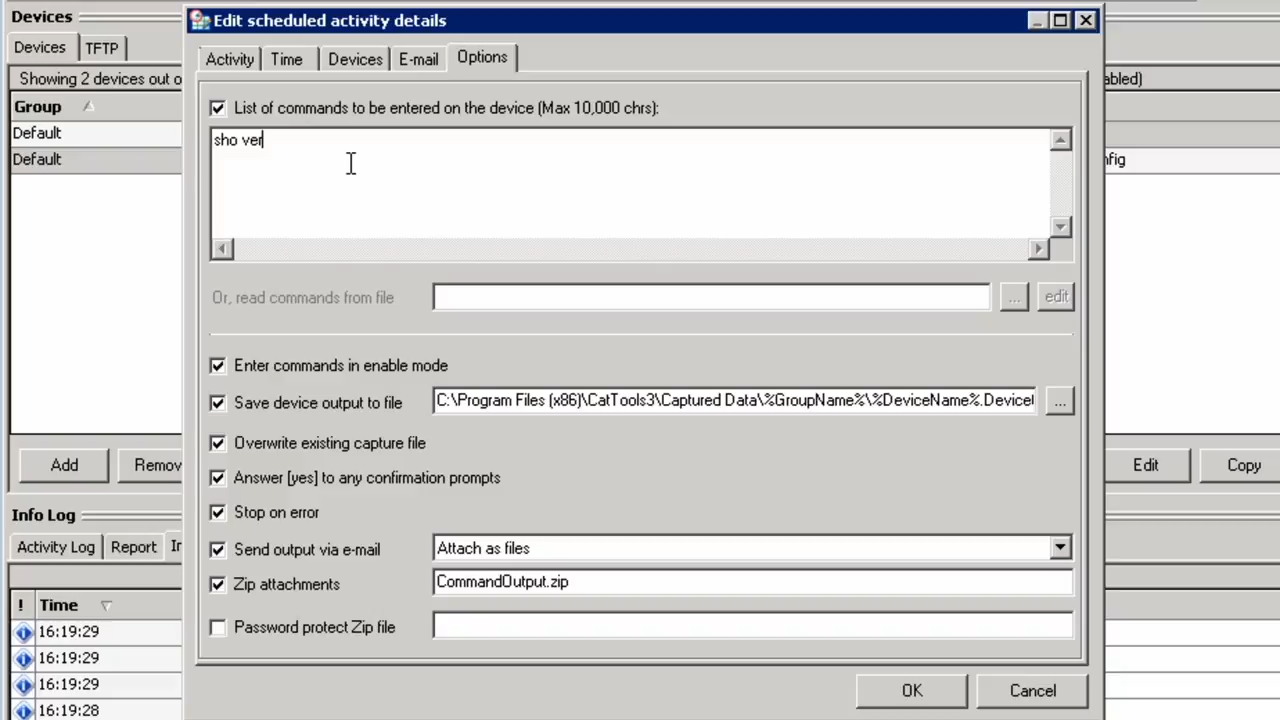 Devices
Edit scheduled activity details
Devices
TFTP
Activity
Time
Devices
E-mail
Options
Showing 2 devices out o
abled)
Group
List of commands to be entered on the device (Max 10,000 chrs):
Default
sho ver
Default
nfig
Or, read commands from file
...
edit
Enter commands in enable mode
Save device output to file
C:\Program Files (x86)\CatTools3\Captured Data\%GroupName%\%DeviceName%.Device
...
Overwrite existing capture file
Add
Remov
Edit
Copy
Answer [yes] to any confirmation prompts
Info Log
Stop on error
Activity Log
Report
In
Send output via e-mail
Attach as files
Zip attachments
CommandOutput.zip
!
Time
Password protect Zip file
16:19:29
16:19:29
16:19:29
16:19:28
OK
Cancel